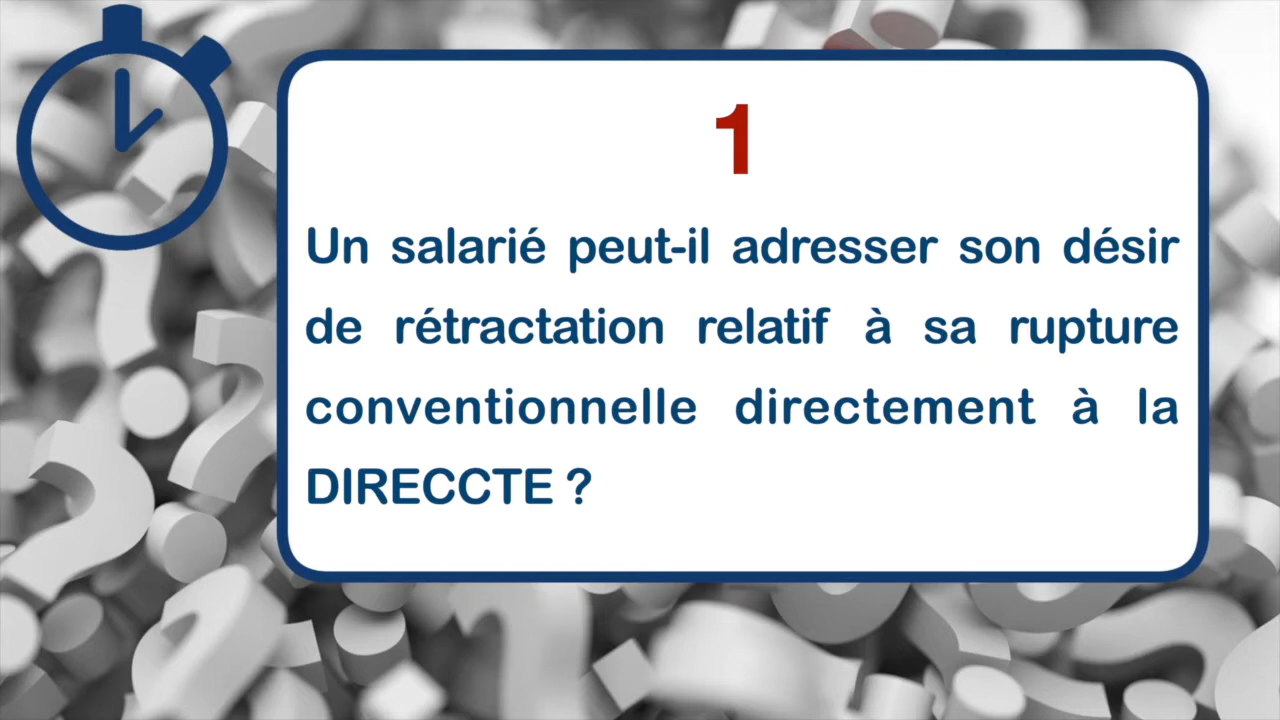 1
Un salarié peut-il adresser son désir
de rétractation relatif à sa rupture
conventionnelle directement à la
DIRECCTE ?